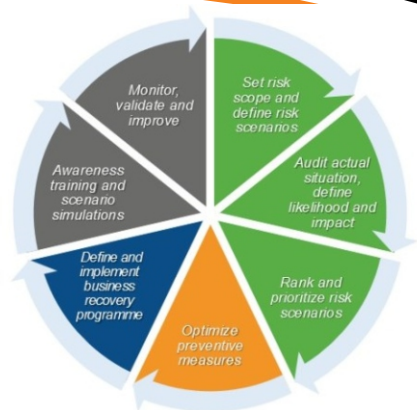 Set risk
scope and
define risk
scenarios
Audit actual
situation,
define
likelihood and
impact
Rank and
prioritize risk
scenarios
Optimize
preventive
measures
Define and
implement
business
recovery
programme
Awareness
training and
scenario
simulations
Monitor,
validate and
improve